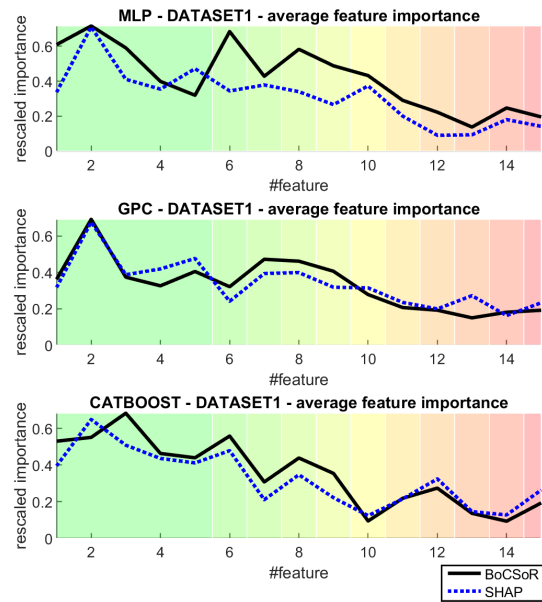 MLP - DATASET1 - average feature importance
rescaled importance
0.6
0.4
0.2
0
2 4 6 8 10 12 14
#feature
GPC - DATASET1 - average feature importance
rescaled importance
0.6
0.4
0.2
0
2 4 6 8 10 12 14
#feature
CATBOOST - DATASET1 - average feature importance
rescaled importance
0.6
0.4
0.2
0
2 4 6 8 10 12 14
#feature
BoCSoR
SHAP